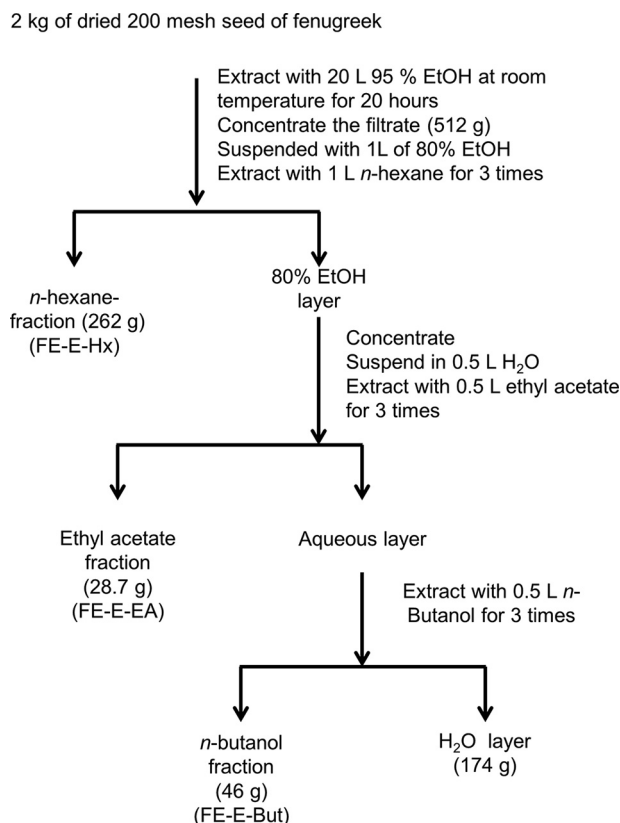 2 kg of dried 200 mesh seed of fenugreek
Extract with 20 L 95 % EtOH at room
temperature for 20 hours
Concentrate the filtrate (512 g)
Suspended with 1L of 80% EtOH
Extract with 1 L n-hexane for 3 times
n-hexane-
fraction (262 g)
(FE-E-Hx)
80% EtOH
layer
Concentrate
Suspend in 0.5 L H₂O
Extract with 0.5 L ethyl acetate
for 3 times
Ethyl acetate
fraction
(28.7 g)
(FE-E-EA)
Aqueous layer
Extract with 0.5 L n-
Butanol for 3 times
n-butanol
fraction
(46 g)
(FE-E-But)
H₂O layer
(174 g)